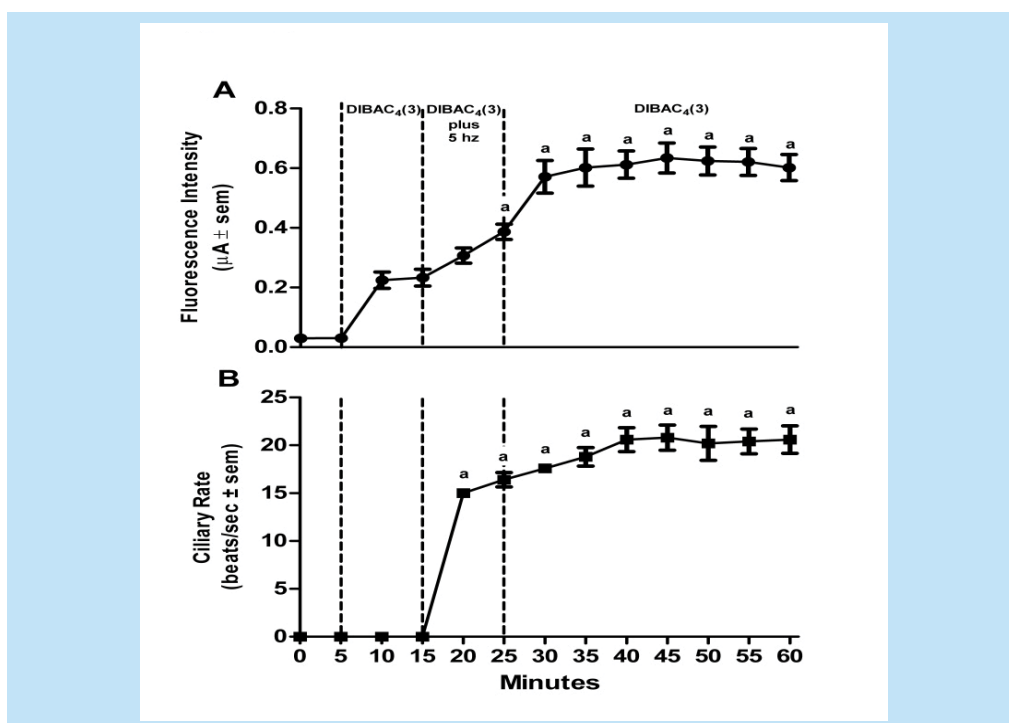 A
DIBAC₄(3)
DIBAC₄(3)
plus
5 hz
DIBAC₄(3)
Fluorescence Intensity
(μA ± sem)
0.8
0.6
0.4
0.2
0.0
a
a
a
a
a
a
a
a
B
Ciliary Rate
(beats/sec ± sem)
25
20
15
10
5
0
a
a
a
a
a
a
a
a
a
0 5 10 15 20 25 30 35 40 45 50 55 60
Minutes